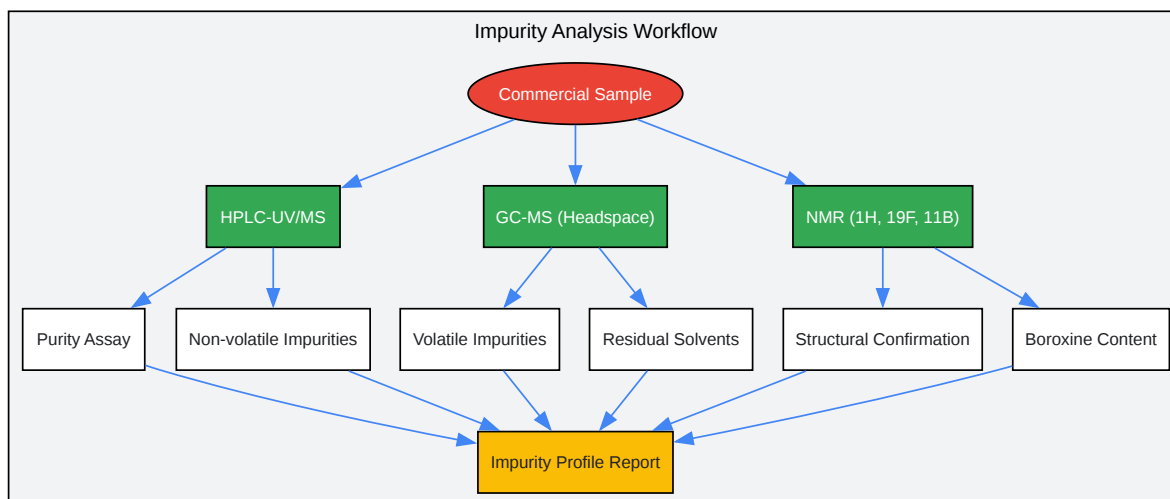 Impurity Analysis Workflow
Commercial Sample
HPLC-UV/MS
GC-MS (Headspace)
NMR (1H, 19F, 11B)
Purity Assay
Non-volatile Impurities
Volatile Impurities
Residual Solvents
Structural Confirmation
Boroxine Content
Impurity Profile Report